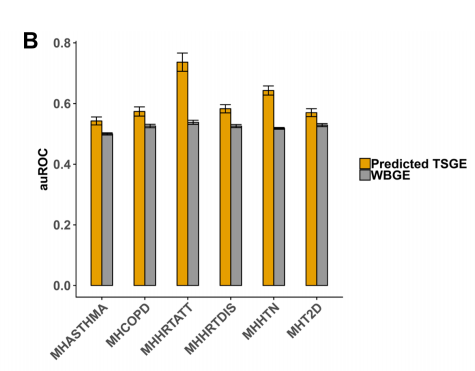 B
0.8
0.6
0.4
0.2
0.0
auROC
MHASTHMA
MHCOPD
MHHRTATT
MHHRTDIS
MHHTN
MHT2D
Predicted TSGE
WBGE